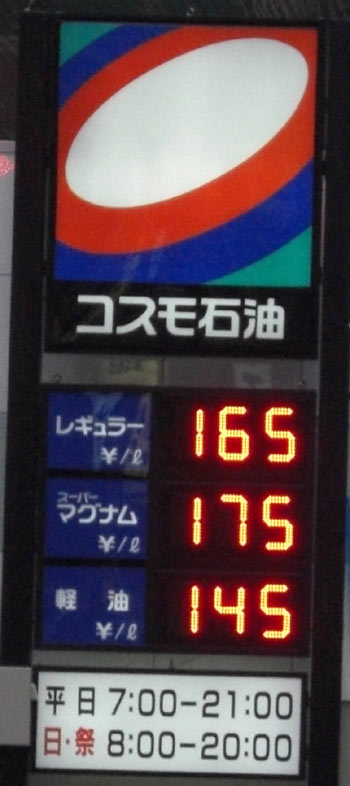 コスモ石油
レギュラー 165
¥/ℓ
スーパー
マグナム 175
¥/ℓ
軽油 145
¥/ℓ
平日 7:00-21:00
日・祭 8:00-20:00